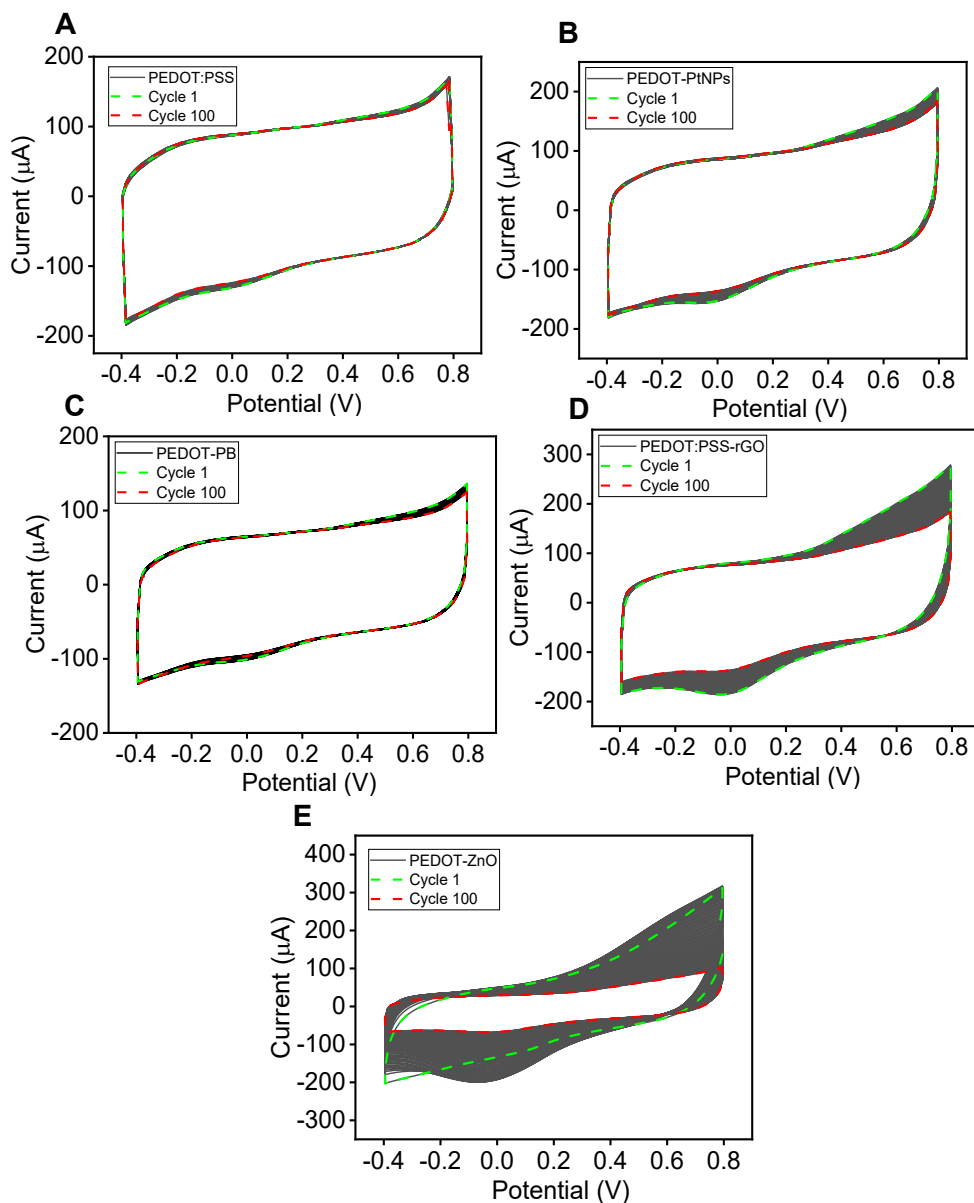 A
200
100
0
-100
-200
Current (μA)
PEDOT:PSS
Cycle 1
Cycle 100
-0.4 -0.2 0.0 0.2 0.4 0.6 0.8
Potential (V)
B
200
100
0
-100
-200
Current (μA)
PEDOT-PtNPs
Cycle 1
Cycle 100
-0.4 -0.2 0.0 0.2 0.4 0.6 0.8
Potential (V)
C
200
100
0
-100
-200
Current (μA)
PEDOT-PB
Cycle 1
Cycle 100
-0.4 -0.2 0.0 0.2 0.4 0.6 0.8
Potential (V)
D
300
200
100
0
-100
-200
Current (μA)
PEDOT:PSS-rGO
Cycle 1
Cycle 100
-0.4 -0.2 0.0 0.2 0.4 0.6 0.8
Potential (V)
E
400
300
200
100
0
-100
-200
-300
Current (μA)
PEDOT-ZnO
Cycle 1
Cycle 100
-0.4 -0.2 0.0 0.2 0.4 0.6 0.8
Potential (V)